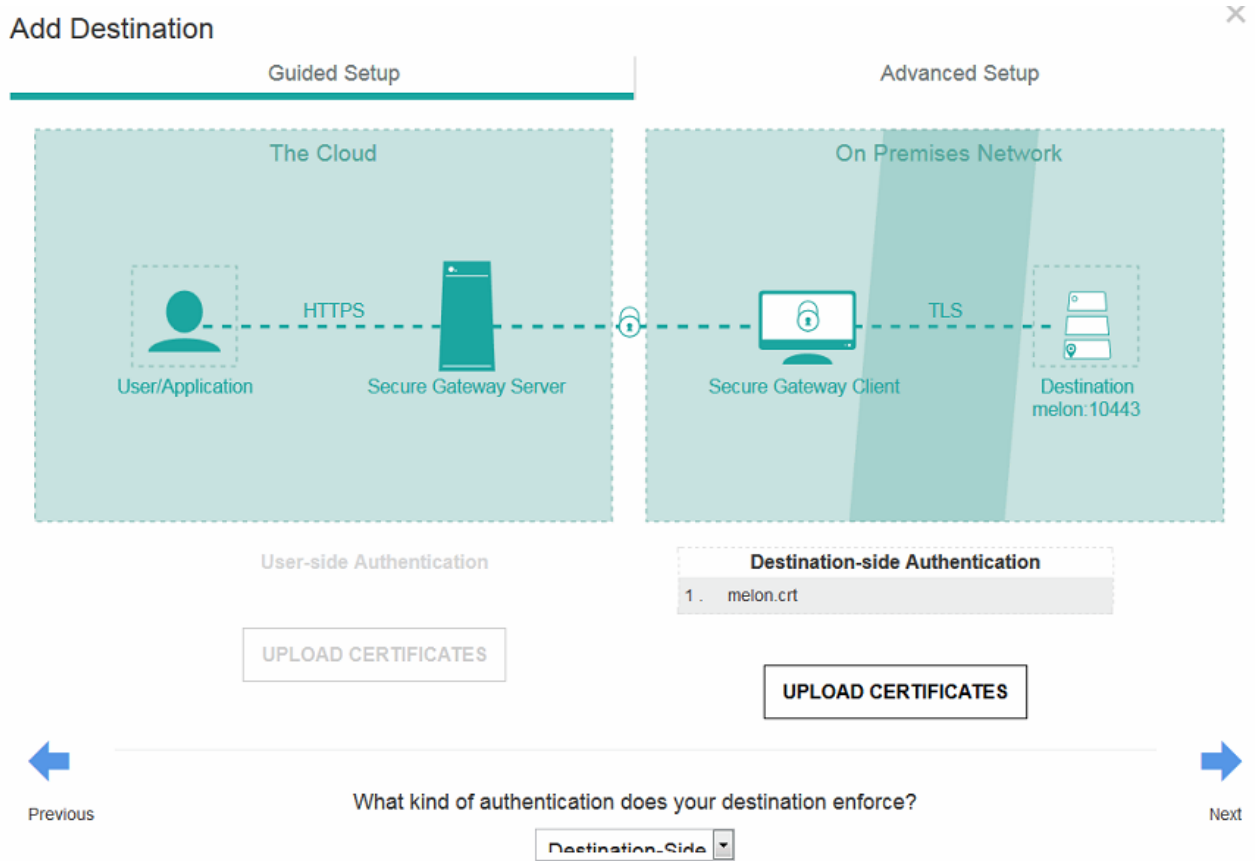 Add Destination
Guided Setup
Advanced Setup
The Cloud
On Premises Network
HTTPS
TLS
User/Application
Secure Gateway Server
Secure Gateway Client
Destination
melon:10443
User-side Authentication
Destination-side Authentication
1 . melon.crt
UPLOAD CERTIFICATES
UPLOAD CERTIFICATES
Previous
What kind of authentication does your destination enforce?
Next
Destination-Side